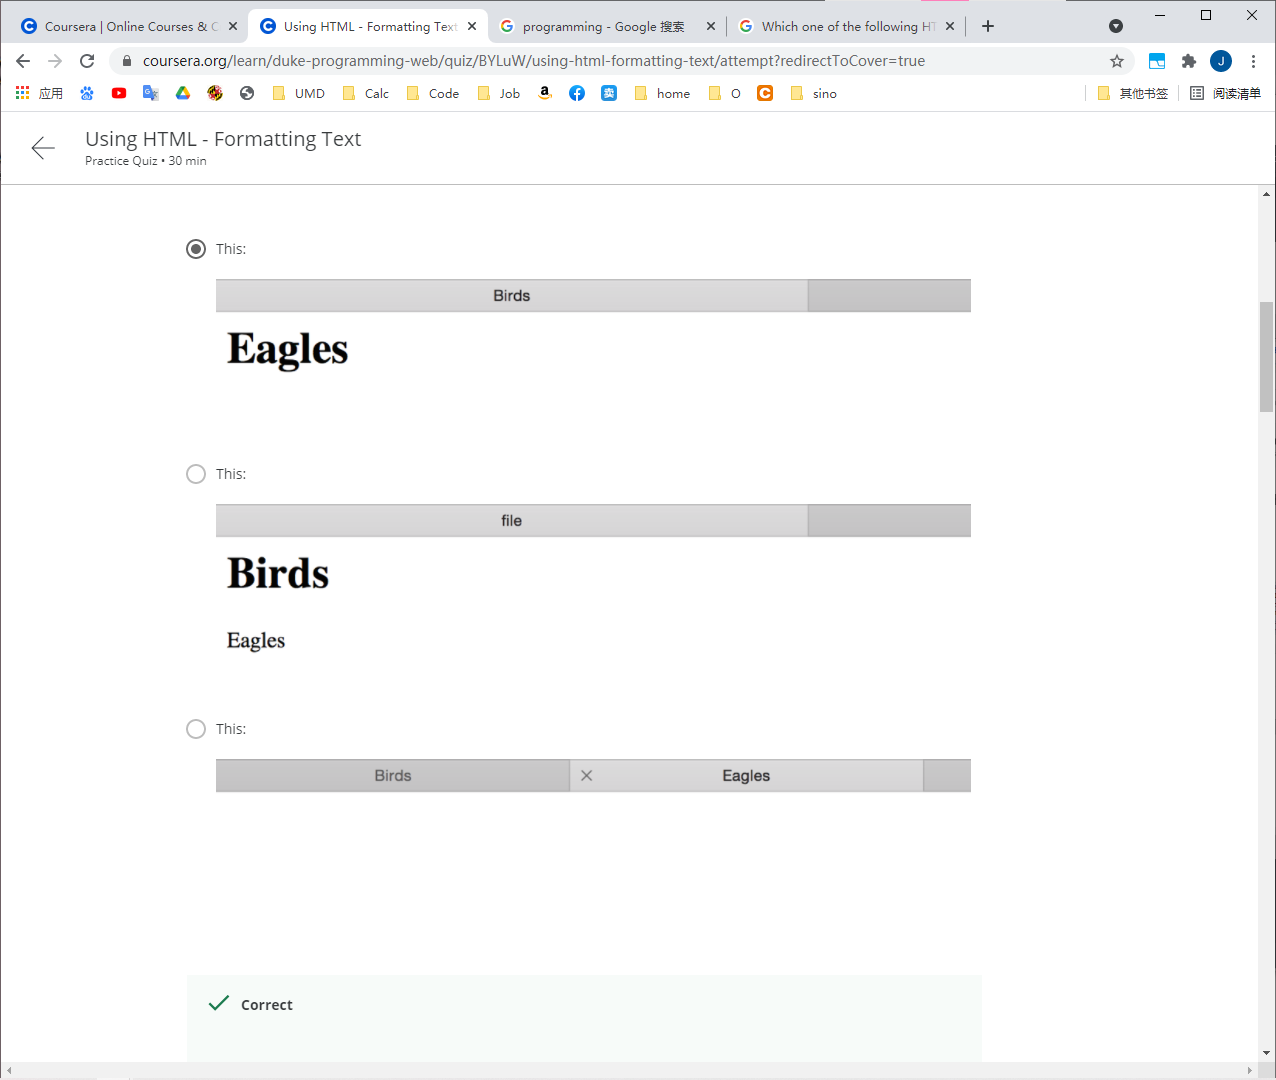 Coursera | Online Courses & C
Using HTML - Formatting Text
programming - Google 搜索
Which one of the following HT
coursera.org/learn/duke-programming-web/quiz/BYLuW/using-html-formatting-text/attempt?redirectToCover=true
J
应用
UMD
Calc
Code
Job
卖
home
O
sino
其他书签
阅读清单
Using HTML - Formatting Text
Practice Quiz • 30 min
This:
Birds
Eagles
This:
file
Birds
Eagles
This:
Birds
Eagles
Correct